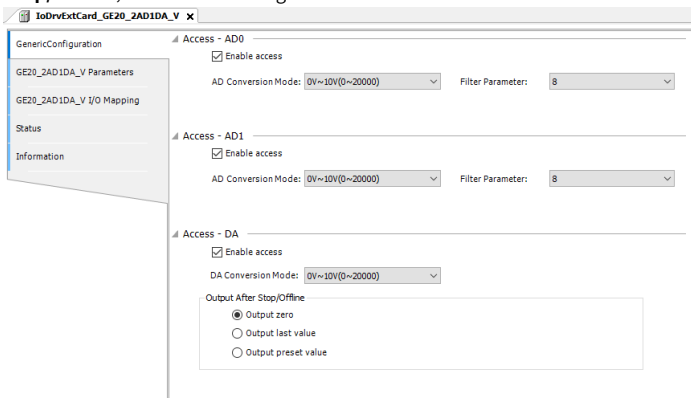 IoDrvExtCard_GE20_2AD1DA_V x
GenericConfiguration
GE20_2AD1DA_V Parameters
GE20_2AD1DA_V I/O Mapping
Status
Information
Access - AD0
Enable access
AD Conversion Mode: 0V~10V(0~20000) Filter Parameter: 8
Access - AD1
Enable access
AD Conversion Mode: 0V~10V(0~20000) Filter Parameter: 8
Access - DA
Enable access
DA Conversion Mode: 0V~10V(0~20000)
Output After Stop/Offline
Output zero
Output last value
Output preset value